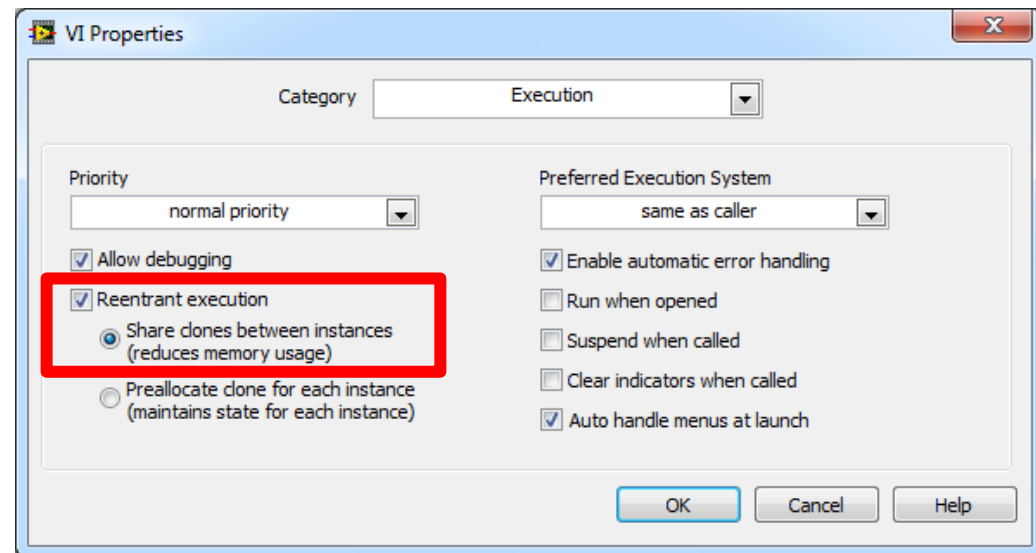 VI Properties
Category
Execution
Priority
Preferred Execution System
normal priority
same as caller
Allow debugging
Enable automatic error handling
Reentrant execution
Run when opened
Share clones between instances
(reduces memory usage)
Suspend when called
Preallocate clone for each instance
(maintains state for each instance)
Clear indicators when called
Auto handle menus at launch
OK
Cancel
Help